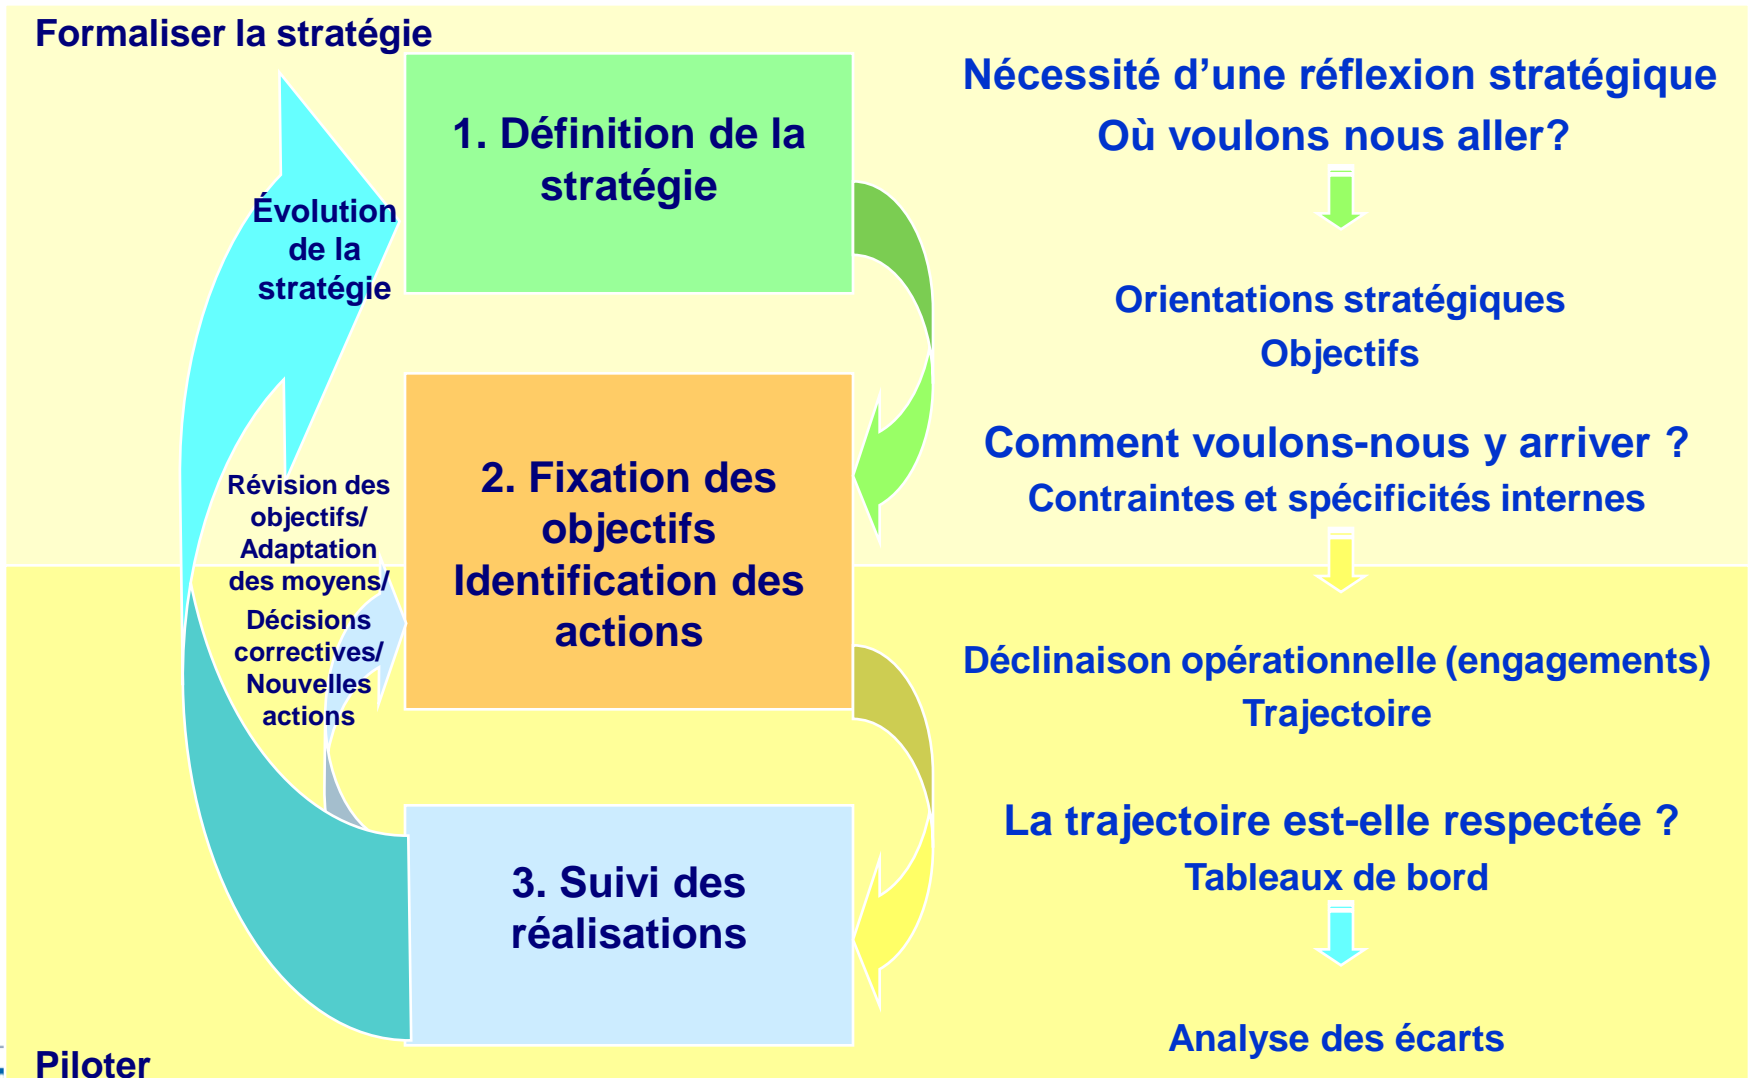 Formaliser la stratégie
1. Définition de la
stratégie
Nécessité d’une réflexion stratégique
Où voulons nous aller?
Évolution
de la
stratégie
Orientations stratégiques
Objectifs
2. Fixation des
objectifs
Identification des
actions
Comment voulons-nous y arriver ?
Contraintes et spécificités internes
Révision des
objectifs/
Adaptation
des moyens/
Décisions
correctives/
Nouvelles
actions
Déclinaison opérationnelle (engagements)
Trajectoire
3. Suivi des
réalisations
La trajectoire est-elle respectée ?
Tableaux de bord
Analyse des écarts
Piloter